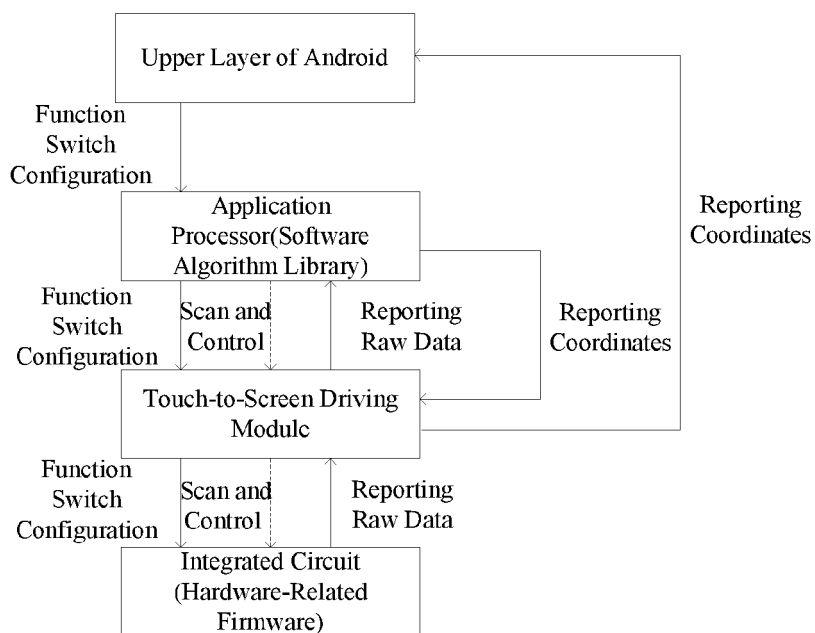 Upper Layer of Android
Function
Switch
Configuration
Application
Processor(Software
Algorithm Library)
Reporting
Coordinates
Function
Switch
Configuration
Scan and
Control
Reporting
Raw Data
Reporting
Coordinates
Touch-to-Screen Driving
Module
Function
Switch
Configuration
Scan and
Control
Reporting
Raw Data
Integrated Circuit
(Hardware-Related
Firmware)